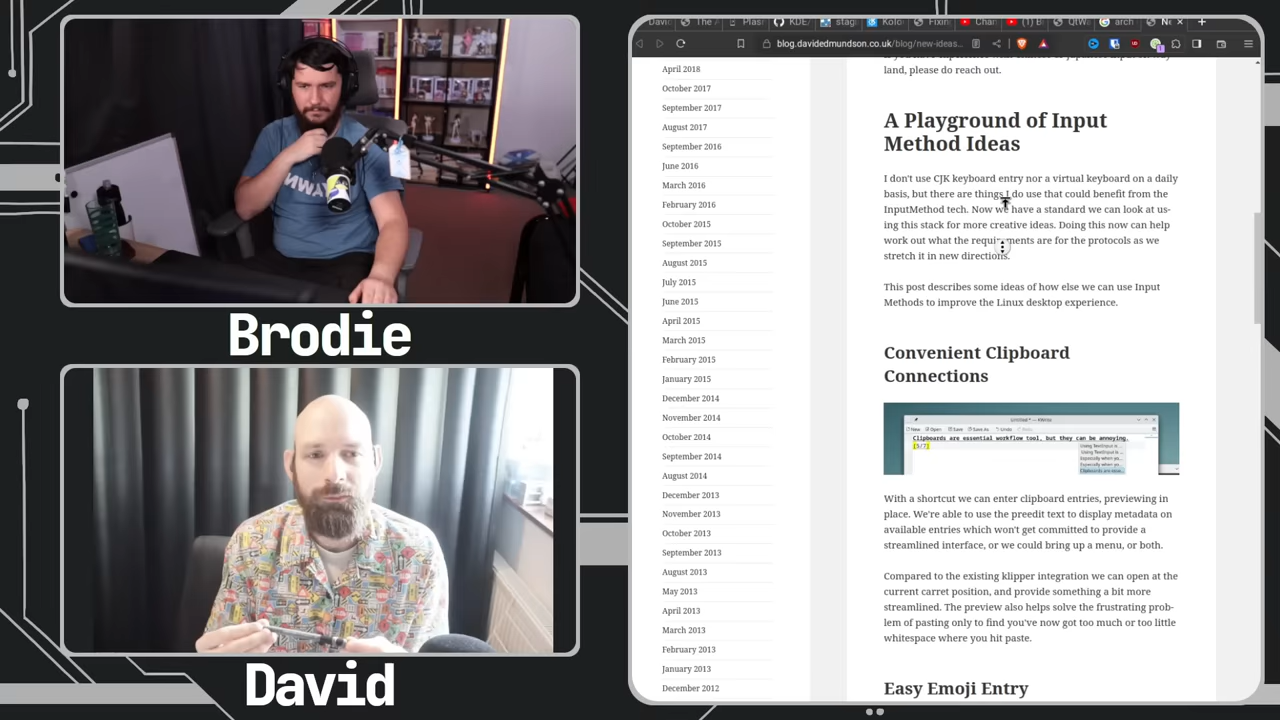 Brodie
David
David
The A
Plas
KDE/
stag
Kolo
Fixin
Char
(1) B
QtWa
arch
Ne
blog.davidedmundson.co.uk/blog/new-ideas...
April 2018
October 2017
September 2017
August 2017
September 2016
June 2016
March 2016
February 2016
October 2015
September 2015
August 2015
July 2015
June 2015
April 2015
March 2015
February 2015
January 2015
December 2014
November 2014
October 2014
September 2014
August 2014
December 2013
November 2013
October 2013
September 2013
August 2013
May 2013
April 2013
March 2013
February 2013
January 2013
December 2012
land, please do reach out.
A Playground of Input
Method Ideas
I don't use CJK keyboard entry nor a virtual keyboard on a daily
basis, but there are things I do use that could benefit from the
InputMethod tech. Now we have a standard we can look at us-
ing this stack for more creative ideas. Doing this now can help
work out what the requirements are for the protocols as we
stretch it in new directions.
This post describes some ideas of how else we can use Input
Methods to improve the Linux desktop experience.
Convenient Clipboard
Connections
Clipboards are essential workflow tool, but they can be annoying.
[5/7]
With a shortcut we can enter clipboard entries, previewing in
place. We're able to use the preedit text to display metadata on
available entries which won't get committed to provide a
streamlined interface, or we could bring up a menu, or both.
Compared to the existing klipper integration we can open at the
current carret position, and provide something a bit more
streamlined. The preview also helps solve the frustrating prob-
lem of pasting only to find you've now got too much or too little
whitespace where you hit paste.
Easy Emoji Entry